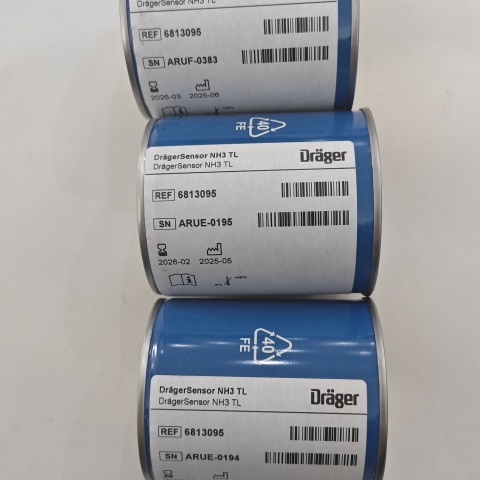 DrägerSensor NH3 TL
REF 6813095
SN ARUF-0383
2026-03 2025-06
40
FE
DrägerSensor NH3 TL Dräger
DrägerSensor NH3 TL
REF 6813095
SN ARUE-0195
2026-02 2025-05
40
FE
DrägerSensor NH3 TL Dräger
DrägerSensor NH3 TL
REF 6813095
SN ARUE-0194